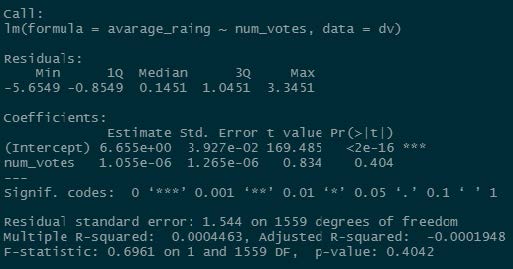 Call:
lm(formula = avarage_raing ~ num_votes, data = dv)
Residuals:
Min 1Q Median 3Q Max
-5.6549 -0.8549 0.1451 1.0451 3.3451
Coefficients:
Estimate Std. Error t value Pr(>|t|)
(Intercept) 6.655e+00 3.927e-02 169.485 <2e-16 ***
num_votes 1.055e-06 1.265e-06 0.834 0.404
---
Signif. codes: 0 ‘***’ 0.001 ‘**’ 0.01 ‘*’ 0.05 ‘.’ 0.1 ‘ ’ 1
Residual standard error: 1.544 on 1559 degrees of freedom
Multiple R-squared: 0.0004463, Adjusted R-squared: -0.0001948
F-statistic: 0.6961 on 1 and 1559 DF, p-value: 0.4042